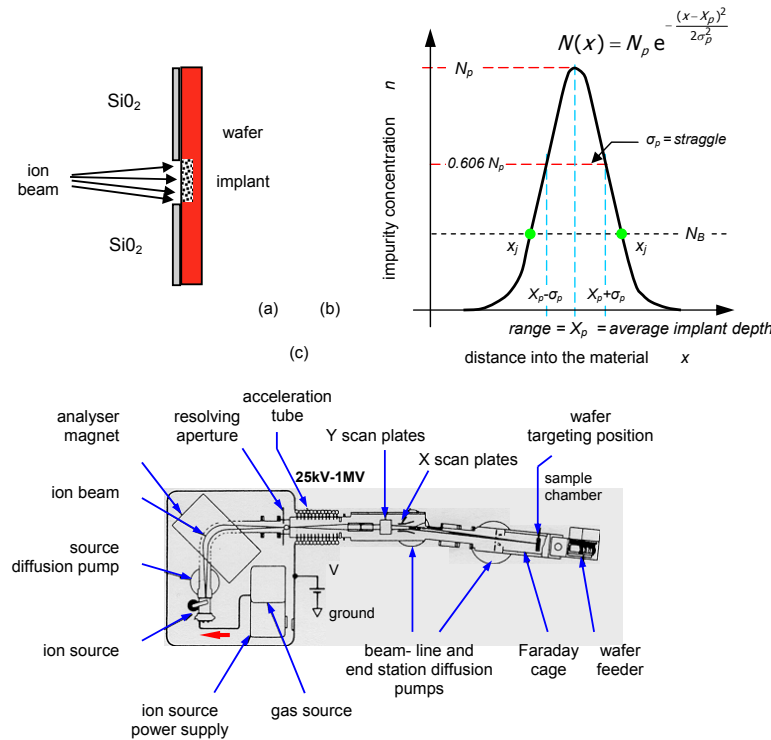 Si0₂
wafer
ion
beam
implant
Si0₂
(a)
(b)
(c)
N(x) = Nₚ e^-(x-Xₚ)²/2σₚ²
Nₚ
impurity concentration n
σₚ = straggle
0.606 Nₚ
N_B
xⱼ
xⱼ
Xₚ-σₚ
Xₚ+σₚ
range = Xₚ = average implant depth
distance into the material x
analyser
magnet
resolving
aperture
acceleration
tube
Y scan plates
X scan plates
wafer
targeting position
sample
chamber
25kV-1MV
ion beam
source
diffusion pump
V
ground
ion source
ion source
power supply
gas source
beam- line and
end station diffusion
pumps
Faraday
cage
wafer
feeder